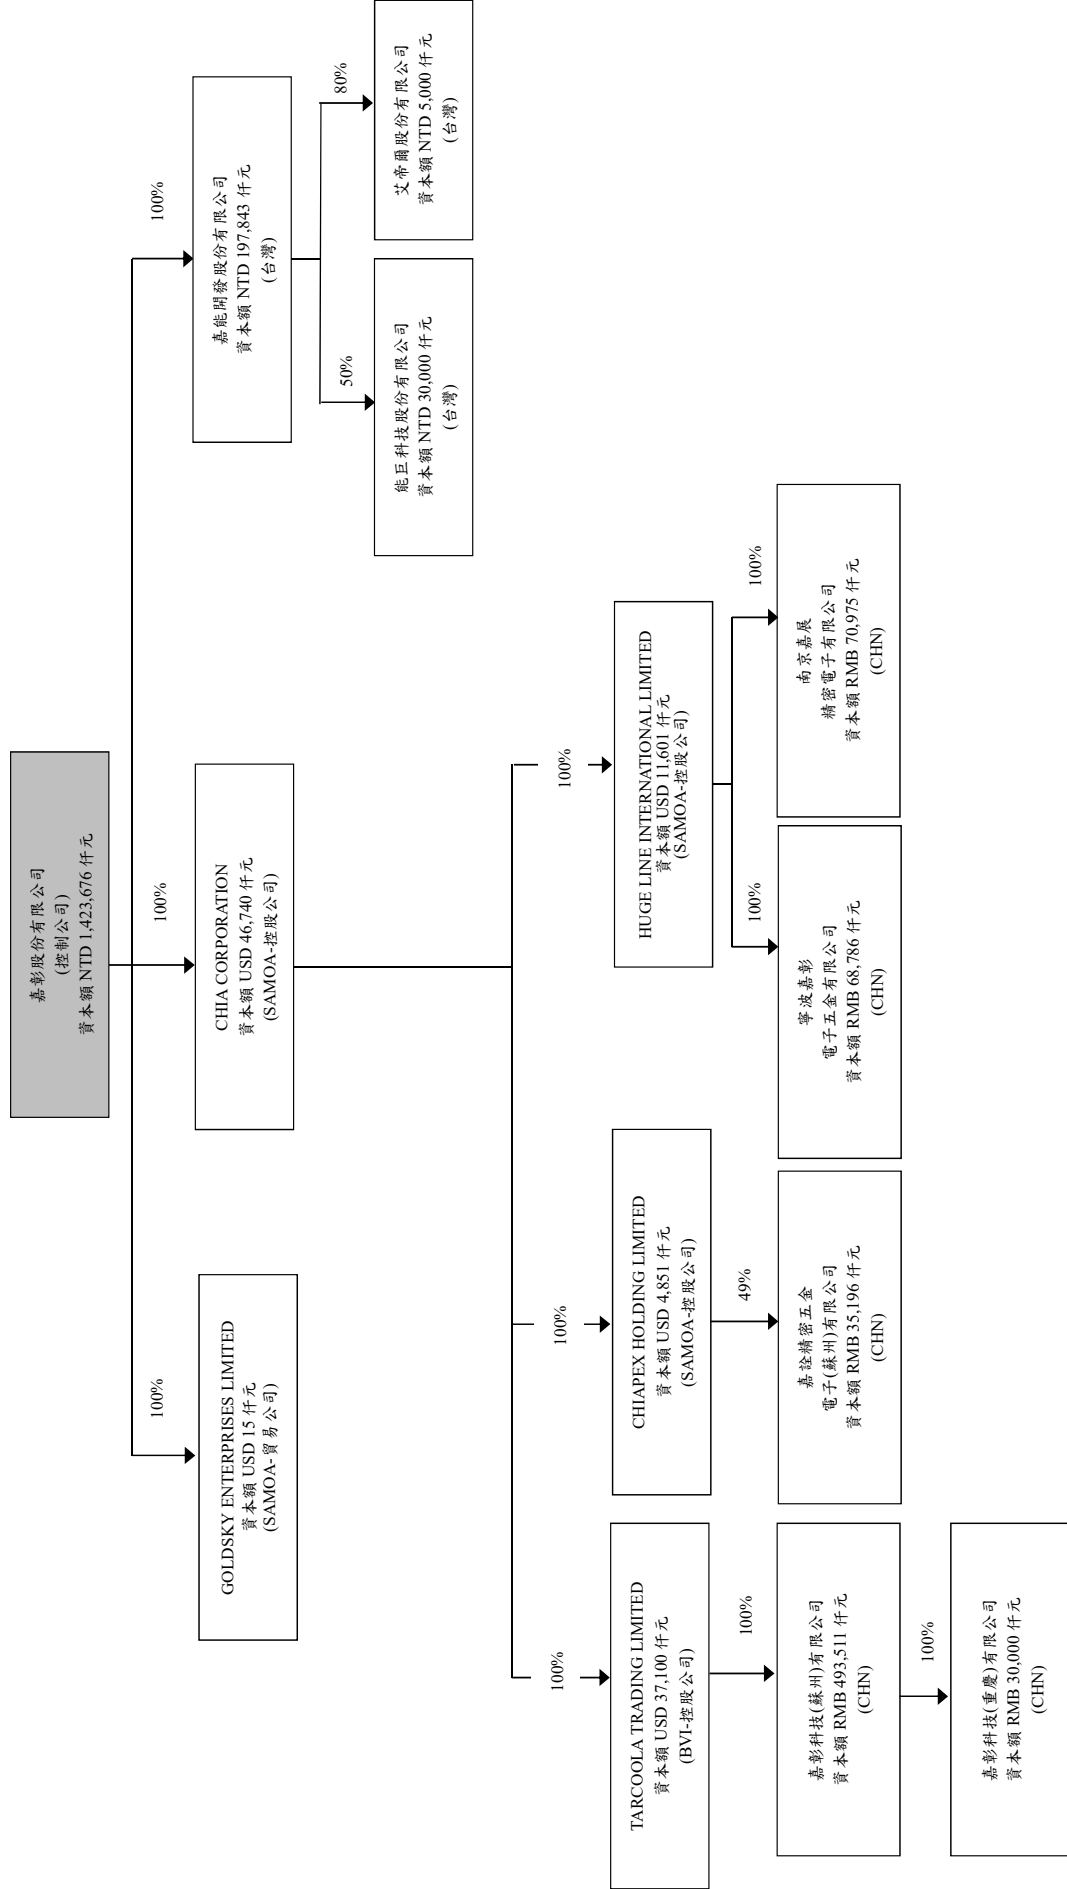 嘉彰股份有限公司
(控制公司)
資本額 NTD 1,423,676 仟元
100%
100%
100%
GOLDSKY ENTERPRISES LIMITED
資本額 USD 15 仟元
(SAMOA-貿易公司)
CHIA CORPORATION
資本額 USD 46,740 仟元
(SAMOA-控股公司)
嘉能開發股份有限公司
資本額 NTD 197,843 仟元
(台灣)
50%
80%
能巨科技股份有限公司
資本額 NTD 30,000 仟元
(台灣)
艾帝爾股份有限公司
資本額 NTD 5,000 仟元
(台灣)
100%
100%
100%
TARCOOLA TRADING LIMITED
資本額 USD 37,100 仟元
(BVI-控股公司)
CHIAPEX HOLDING LIMITED
資本額 USD 4,851 仟元
(SAMOA-控股公司)
HUGE LINE INTERNATIONAL LIMITED
資本額 USD 11,601 仟元
(SAMOA-控股公司)
100%
49%
100%
100%
嘉彰科技(蘇州)有限公司
資本額 RMB 493,511 仟元
(CHN)
嘉詮精密五金
電子(蘇州)有限公司
資本額 RMB 35,196 仟元
(CHN)
寧波嘉彰
電子五金有限公司
資本額 RMB 68,786 仟元
(CHN)
南京嘉展
精密電子有限公司
資本額 RMB 70,975 仟元
(CHN)
100%
嘉彰科技(重慶)有限公司
資本額 RMB 30,000 仟元
(CHN)